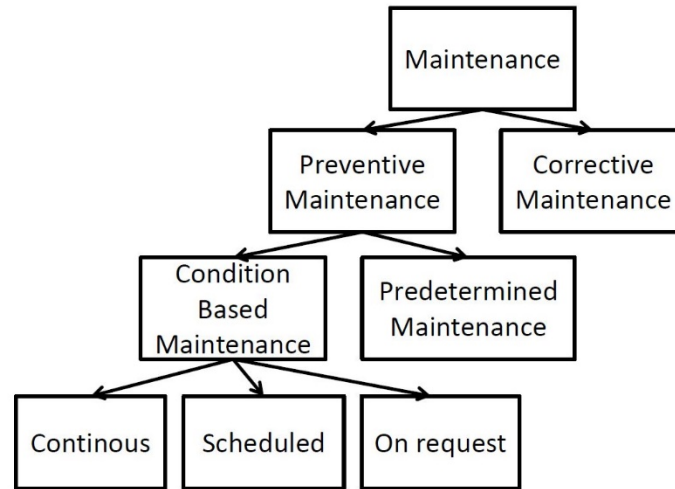 Maintenance
Preventive
Maintenance
Corrective
Maintenance
Condition
Based
Maintenance
Predetermined
Maintenance
Continous
Scheduled
On request